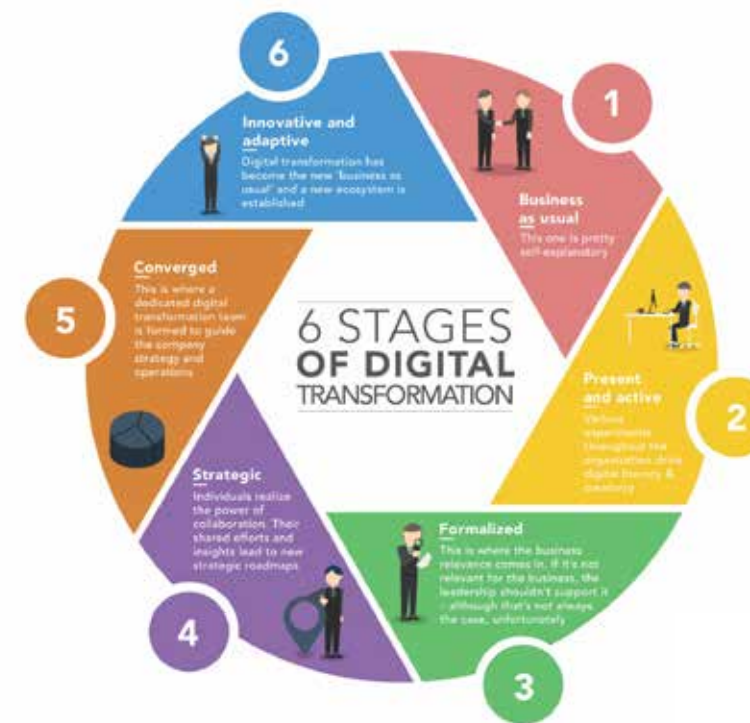 6 STAGES
OF DIGITAL
TRANSFORMATION
1
Business
as usual
This one is pretty
self-explanatory
2
Present
and active
Various
experiments
throughout the
organisation drive
digital literacy &
creativity
3
Formalized
This is where the business
relevance comes in. If it's not
relevant for the business, the
leadership shouldn't support it
– although that's not always
the case, unfortunately
4
Strategic
Individuals realize
the power of
collaboration. Their
shared efforts and
insights lead to new
strategic roadmaps
5
Converged
This is where a
dedicated digital
transformation team
is formed to guide
the company
strategy and
operations
6
Innovative and
adaptive
Digital transformation has
become the new 'business as
usual' and a new ecosystem is
established